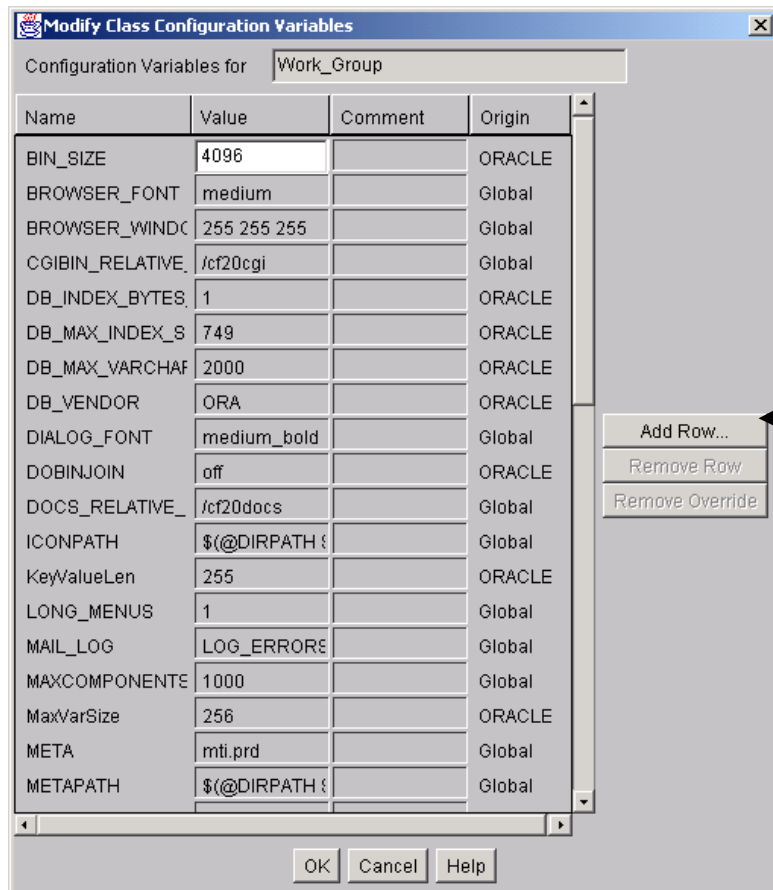 Modify Class Configuration Variables
Configuration Variables for Work_Group
Name Value Comment Origin
BIN_SIZE 4096 ORACLE
BROWSER_FONT medium Global
BROWSER_WINDO 255 255 255 Global
CGIBIN_RELATIVE_ /cf20cgi Global
DB_INDEX_BYTES_ 1 ORACLE
DB_MAX_INDEX_S 749 ORACLE
DB_MAX_VARCHAR 2000 ORACLE
DB_VENDOR ORA ORACLE
DIALOG_FONT medium_bold Global
Add Row...
DOBINJOIN off ORACLE
Remove Row
DOCS_RELATIVE_ /cf20docs Global
Remove Override
ICONPATH $(@DIRPATH Global
KeyValueLen 255 ORACLE
LONG_MENUS 1 Global
MAIL_LOG LOG_ERRORS Global
MAXCOMPONENTS 1000 Global
MaxVarSize 256 ORACLE
META mti.prd Global
METAPATH $(@DIRPATH Global
OK Cancel Help